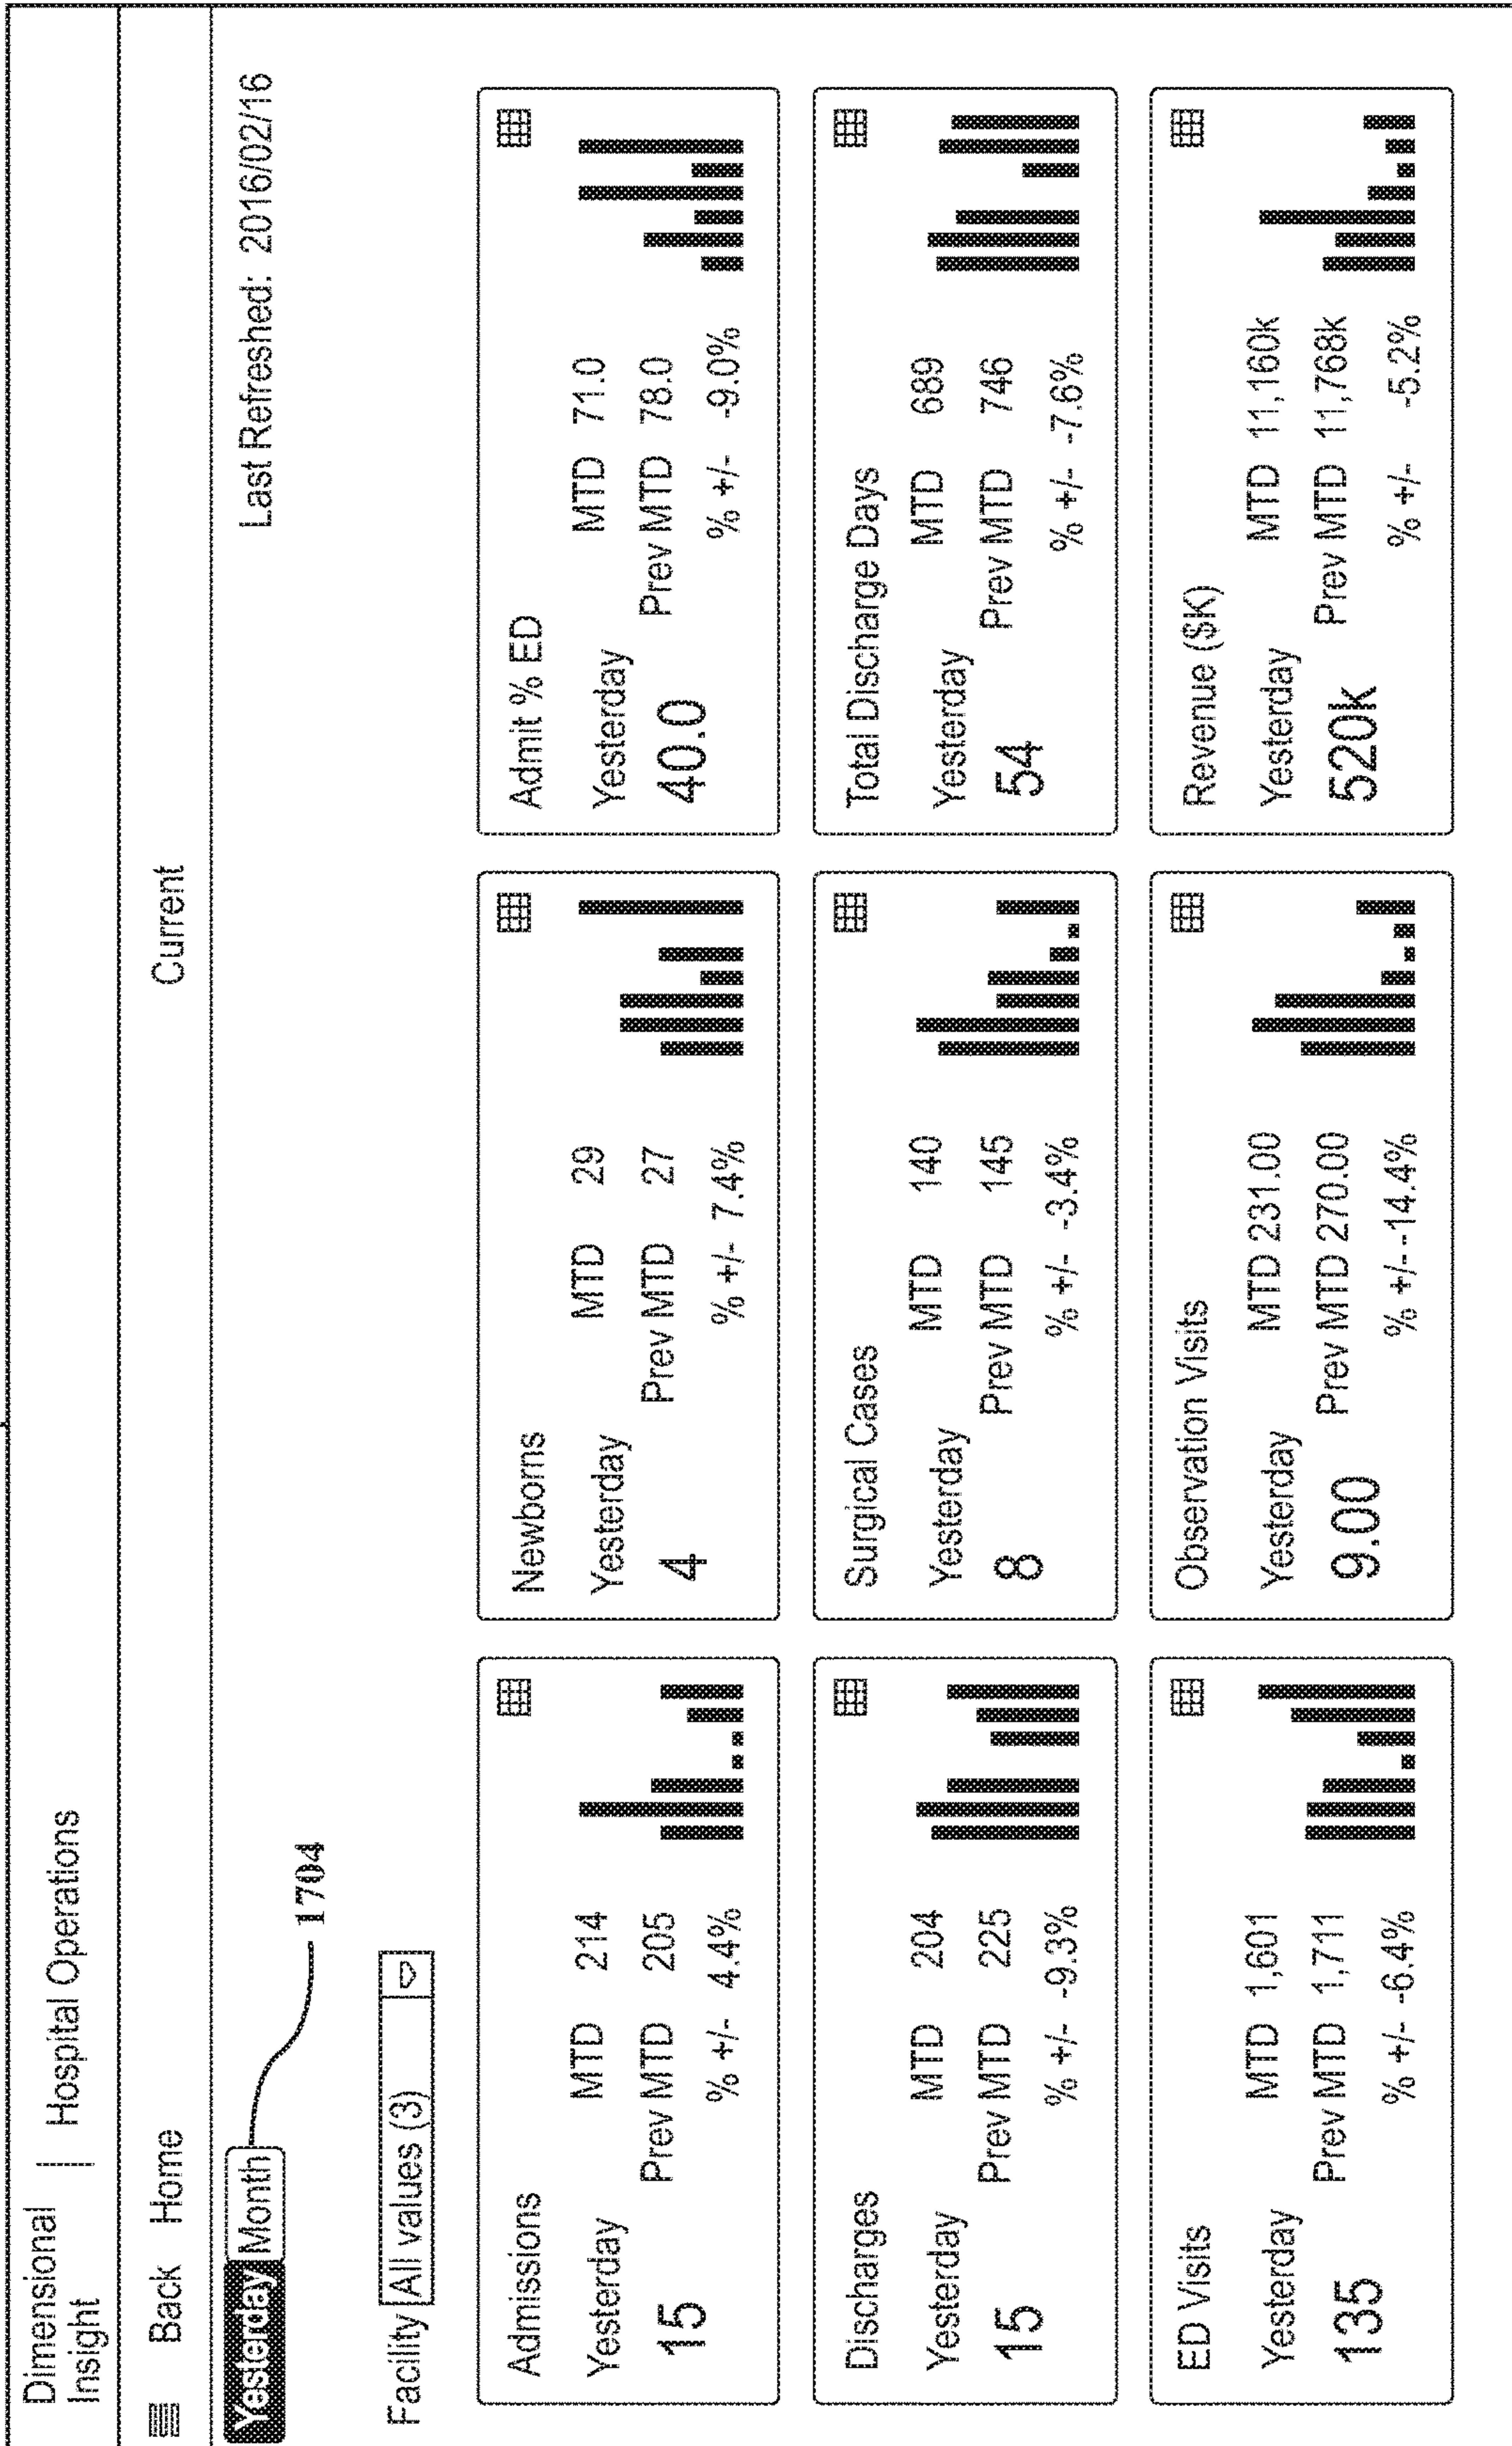 Dimensional
Insight
Hospital Operations
Back Home
Current
Yesterday Month
1704
Last Refreshed: 2016/02/16
Facility All values (3)
Admissions
Yesterday
15
MTD 214
Prev MTD 205
% +/- 4.4%
Newborns
Yesterday
4
MTD 29
Prev MTD 27
% +/- 7.4%
Admit % ED
Yesterday
40.0
MTD 71.0
Prev MTD 78.0
% +/- -9.0%
Discharges
Yesterday
15
MTD 204
Prev MTD 225
% +/- -9.3%
Surgical Cases
Yesterday
8
MTD 140
Prev MTD 145
% +/- -3.4%
Total Discharge Days
Yesterday
54
MTD 689
Prev MTD 746
% +/- -7.6%
ED Visits
Yesterday
135
MTD 1,601
Prev MTD 1,711
% +/- -6.4%
Observation Visits
Yesterday
9.00
MTD 231.00
Prev MTD 270.00
% +/- -14.4%
Revenue ($K)
Yesterday
520k
MTD 11,160k
Prev MTD 11,768k
% +/- -5.2%